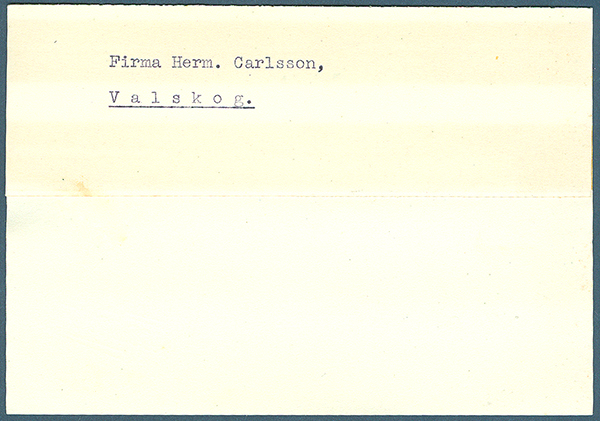 Firma Herm. Carlsson,
V a l s k o g.